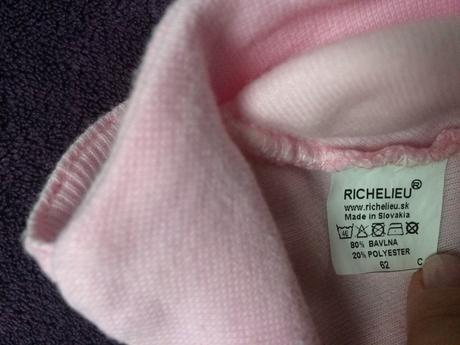 RICHELIEU®
www.richelieu.sk
Made in Slovakia
80% BAVLNA
20% POLYESTER
62 C